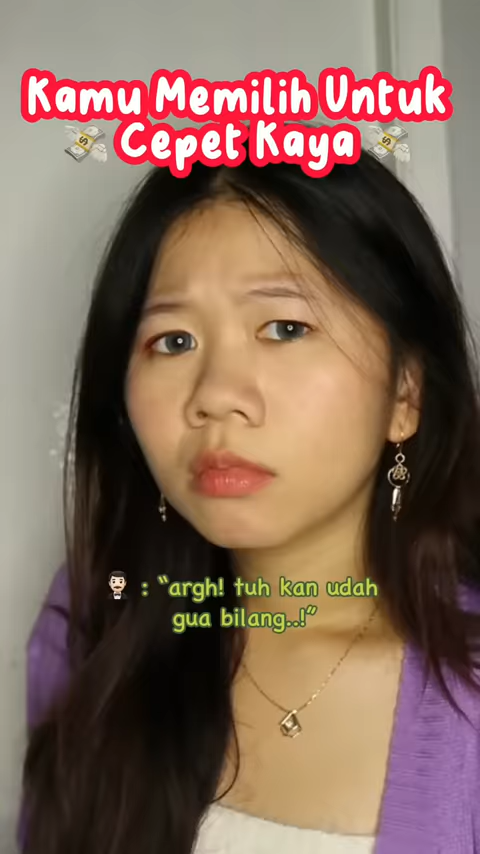 Kamu Memilih Untuk
💸 Cepet Kaya 💸
🤵🏻 : "argh! tuh kan udah
gua bilang..!"